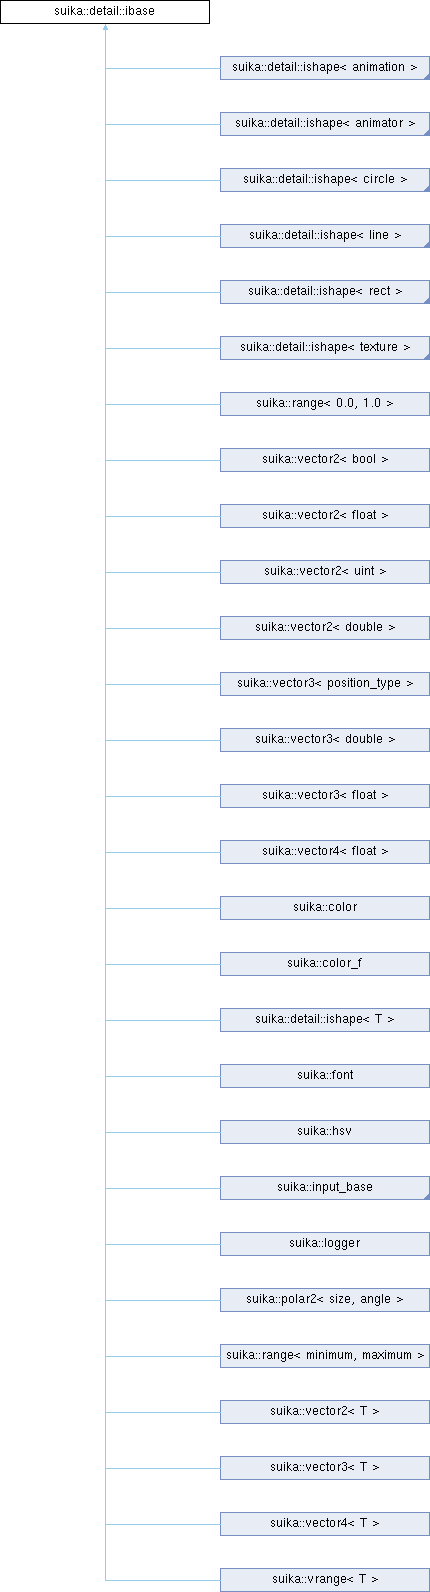 suika::detail::ibase
suika::detail::ishape< animation >
suika::detail::ishape< animator >
suika::detail::ishape< circle >
suika::detail::ishape< line >
suika::detail::ishape< rect >
suika::detail::ishape< texture >
suika::range< 0.0, 1.0 >
suika::vector2< bool >
suika::vector2< float >
suika::vector2< uint >
suika::vector2< double >
suika::vector3< position_type >
suika::vector3< double >
suika::vector3< float >
suika::vector4< float >
suika::color
suika::color_f
suika::detail::ishape< T >
suika::font
suika::hsv
suika::input_base
suika::logger
suika::polar2< size, angle >
suika::range< minimum, maximum >
suika::vector2< T >
suika::vector3< T >
suika::vector4< T >
suika::vrange< T >